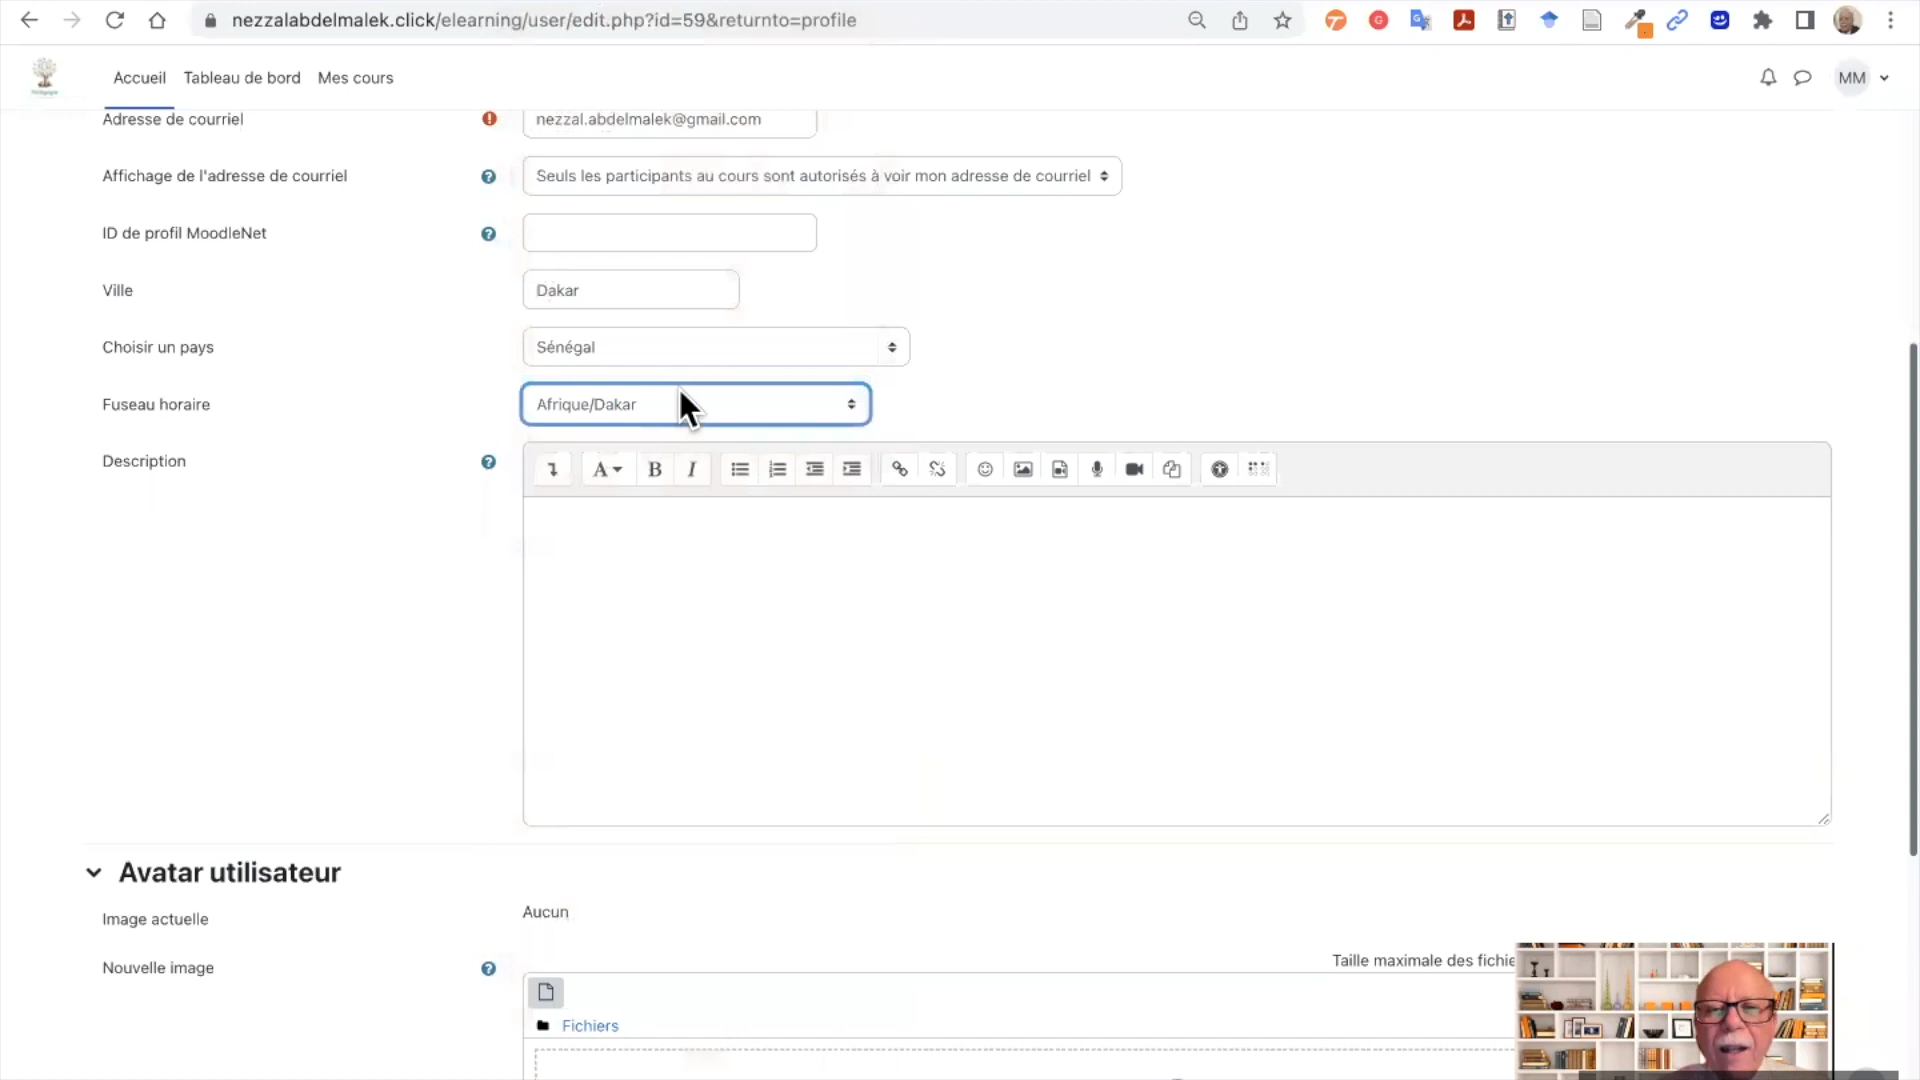 nezzalabdelmalek.click/elearning/user/edit.php?id=59&returnto=profile
Accueil Tableau de bord Mes cours MM
Adresse de courriel nezzal.abdelmalek@gmail.com
Affichage de l'adresse de courriel Seuls les participants au cours sont autorisés à voir mon adresse de courriel
ID de profil MoodleNet
Ville Dakar
Choisir un pays Sénégal
Fuseau horaire Afrique/Dakar
Description
A B I
Avatar utilisateur
Image actuelle Aucun
Nouvelle image Taille maximale des fichie
Fichiers